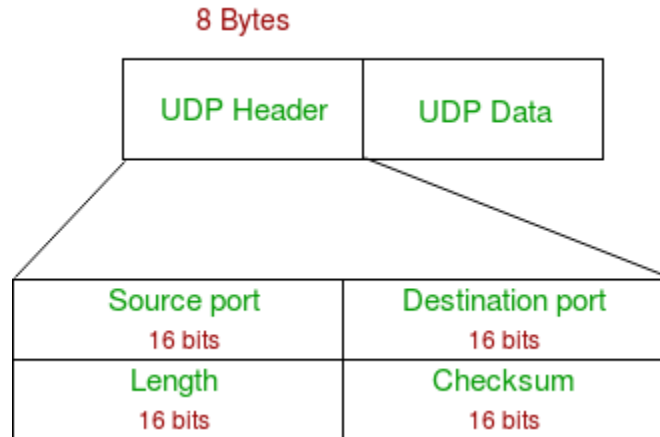 8 Bytes
UDP Header
UDP Data
Source port
Destination port
16 bits
16 bits
Length
Checksum
16 bits
16 bits